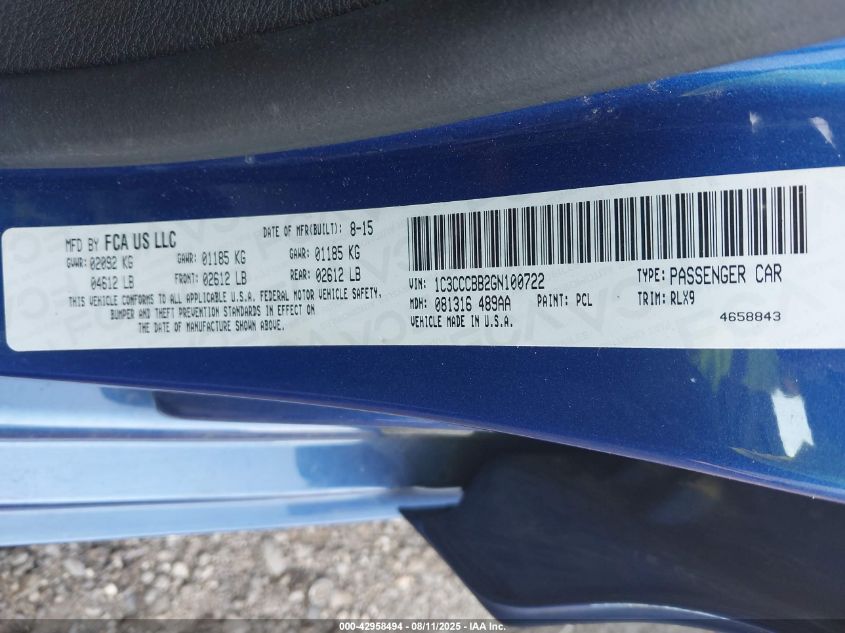 MFD BY FCA US LLC DATE OF MFR(BUILT): 8-15
GVWR: 02092 KG GAWR: 01185 KG GAWR: 01185 KG
04612 LB FRONT: 02612 LB REAR: 02612 LB
THIS VEHICLE CONFORMS TO ALL APPLICABLE U.S.A. FEDERAL MOTOR VEHICLE SAFETY,
BUMPER AND THEFT PREVENTION STANDARDS IN EFFECT ON
THE DATE OF MANUFACTURE SHOWN ABOVE.
VIN: 1C3CCCBB2GN100722 TYPE: PASSENGER CAR
MDH: 081316 489AA PAINT: PCL TRIM: RLX9
VEHICLE MADE IN U.S.A. 4658843
000-42958494 - 08/11/2025 - IAA Inc.